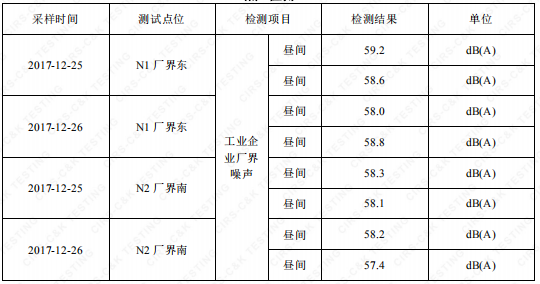 采样时间 测试点位 检测项目 检测结果 单位
2017-12-25 N1 厂界东 工业企业厂界噪声 昼间 59.2 dB(A)
昼间 58.6 dB(A)
2017-12-26 N1 厂界东 昼间 58.0 dB(A)
昼间 58.8 dB(A)
2017-12-25 N2 厂界南 昼间 58.3 dB(A)
昼间 58.1 dB(A)
2017-12-26 N2 厂界南 昼间 58.2 dB(A)
昼间 57.4 dB(A)
CIRS-C&K TESTING